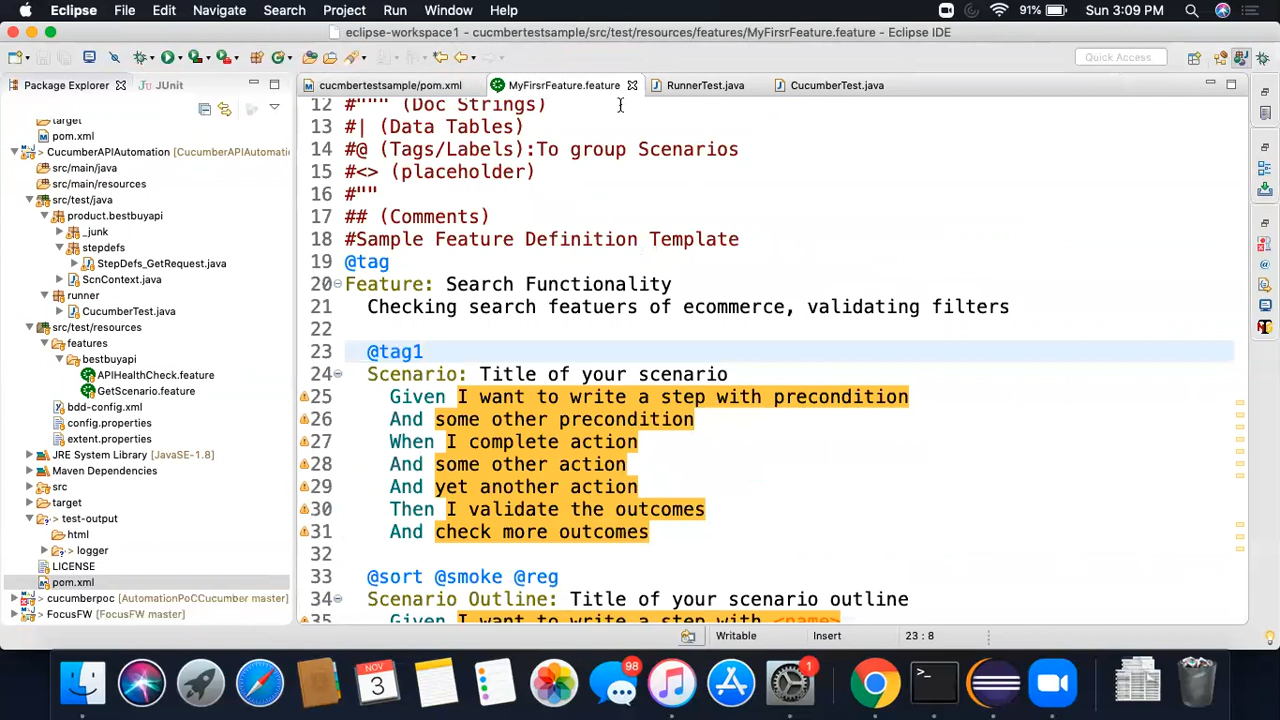 Eclipse File Edit Navigate Search Project Run Window Help 91% Sun 3:09 PM
eclipse-workspace1 - cucmbertestsample/src/test/resources/features/MyFirsrFeature.feature - Eclipse IDE
Quick Access
Package Explorer JUnit
cucmbertestsample/pom.xml MyFirsrFeature.feature RunnerTest.java CucumberTest.java
target
pom.xml
> CucumberAPIAutomation [CucumberAPIAutomati
src/main/java
src/main/resources
src/test/java
product.bestbuyapi
_junk
stepdefs
StepDefs_GetRequest.java
ScnContext.java
runner
CucumberTest.java
src/test/resources
features
bestbuyapi
APIHealthCheck.feature
GetScenario.feature
bdd-config.xml
config.properties
extent.properties
JRE System Library [JavaSE-1.8]
Maven Dependencies
src
target
> test-output
html
> logger
LICENSE
pom.xml
> cucumberpoc [AutomationPoCCucumber master]
> FocusFW [FocusFW master]
12 #""" (Doc Strings)
13 #| (Data Tables)
14 #@ (Tags/Labels):To group Scenarios
15 #<> (placeholder)
16 #""
17 ## (Comments)
18 #Sample Feature Definition Template
19 @tag
20 Feature: Search Functionality
21 Checking search featuers of ecommerce, validating filters
22
23 @tag1
24 Scenario: Title of your scenario
25 Given I want to write a step with precondition
26 And some other precondition
27 When I complete action
28 And some other action
29 And yet another action
30 Then I validate the outcomes
31 And check more outcomes
32
33 @sort @smoke @reg
34 Scenario Outline: Title of your scenario outline
35 Given I want to write a step with <name>
Writable Insert 23 : 8
NOV
3
98
1